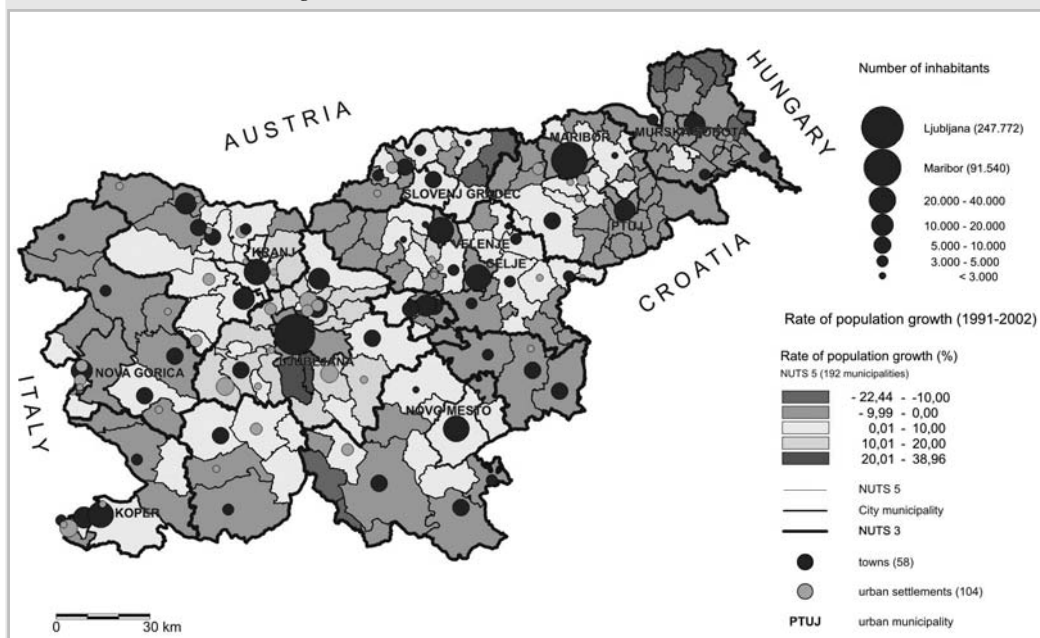 AUSTRIA
HUNGARY
CROATIA
ITALY
MARIBOR
MURSKA SOBOTA
SLOVENJ GRADEC
PTUJ
VELENJE
KRANJ
CELJE
LJUBLJANA
NOVA GORICA
NOVO MESTO
KOPER
0 30 km
Number of inhabitants
Ljubljana (247.772)
Maribor (91.540)
20.000 - 40.000
10.000 - 20.000
5.000 - 10.000
3.000 - 5.000
< 3.000
Rate of population growth (1991-2002)
Rate of population growth (%)
NUTS 5 (192 municipalities)
- 22,44 - -10,00
- 9,99 - 0,00
0,01 - 10,00
10,01 - 20,00
20,01 - 38,96
NUTS 5
City municipality
NUTS 3
towns (58)
urban settlements (104)
PTUJ urban municipality